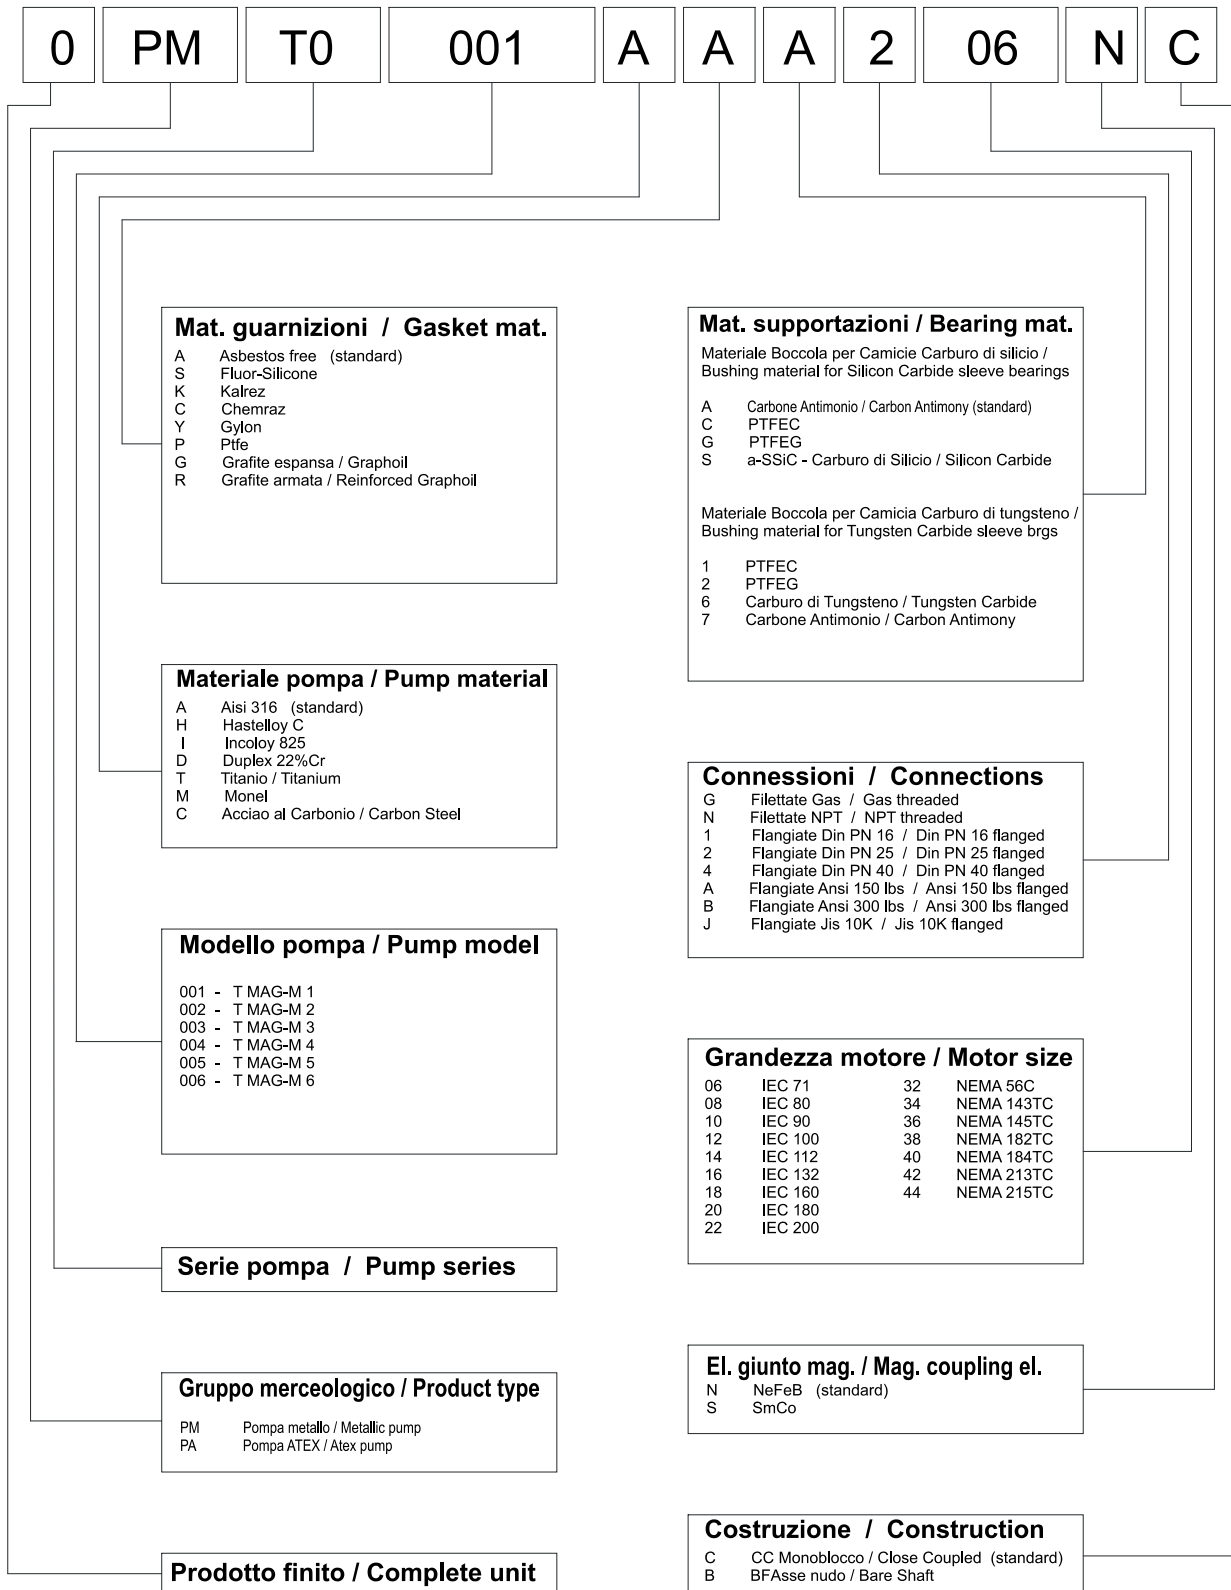 0 PM T0 001 A A A 2 06 N C
Mat. guarnizioni / Gasket mat.
A Asbestos free (standard)
S Fluor-Silicone
K Kalrez
C Chemraz
Y Gylon
P Ptfe
G Grafite espansa / Graphoil
R Grafite armata / Reinforced Graphoil
Materiale pompa / Pump material
A Aisi 316 (standard)
H Hastelloy C
I Incoloy 825
D Duplex 22%Cr
T Titanio / Titanium
M Monel
C Acciao al Carbonio / Carbon Steel
Modello pompa / Pump model
001 - T MAG-M 1
002 - T MAG-M 2
003 - T MAG-M 3
004 - T MAG-M 4
005 - T MAG-M 5
006 - T MAG-M 6
Serie pompa / Pump series
Gruppo merceologico / Product type
PM Pompa metallo / Metallic pump
PA Pompa ATEX / Atex pump
Prodotto finito / Complete unit
Mat. supportazioni / Bearing mat.
Materiale Boccola per Camicie Carburo di silicio /
Bushing material for Silicon Carbide sleeve bearings
A Carbone Antimonio / Carbon Antimony (standard)
C PTFEC
G PTFEG
S a-SSiC - Carburo di Silicio / Silicon Carbide
Materiale Boccola per Camicia Carburo di tungsteno /
Bushing material for Tungsten Carbide sleeve brgs
1 PTFEC
2 PTFEG
6 Carburo di Tungsteno / Tungsten Carbide
7 Carbone Antimonio / Carbon Antimony
Connessioni / Connections
G Filettate Gas / Gas threaded
N Filettate NPT / NPT threaded
1 Flangiate Din PN 16 / Din PN 16 flanged
2 Flangiate Din PN 25 / Din PN 25 flanged
4 Flangiate Din PN 40 / Din PN 40 flanged
A Flangiate Ansi 150 lbs / Ansi 150 lbs flanged
B Flangiate Ansi 300 lbs / Ansi 300 lbs flanged
J Flangiate Jis 10K / Jis 10K flanged
Grandezza motore / Motor size
06 IEC 71 32 NEMA 56C
08 IEC 80 34 NEMA 143TC
10 IEC 90 36 NEMA 145TC
12 IEC 100 38 NEMA 182TC
14 IEC 112 40 NEMA 184TC
16 IEC 132 42 NEMA 213TC
18 IEC 160 44 NEMA 215TC
20 IEC 180
22 IEC 200
El. giunto mag. / Mag. coupling el.
N NeFeB (standard)
S SmCo
Costruzione / Construction
C CC Monoblocco / Close Coupled (standard)
B BFAsse nudo / Bare Shaft